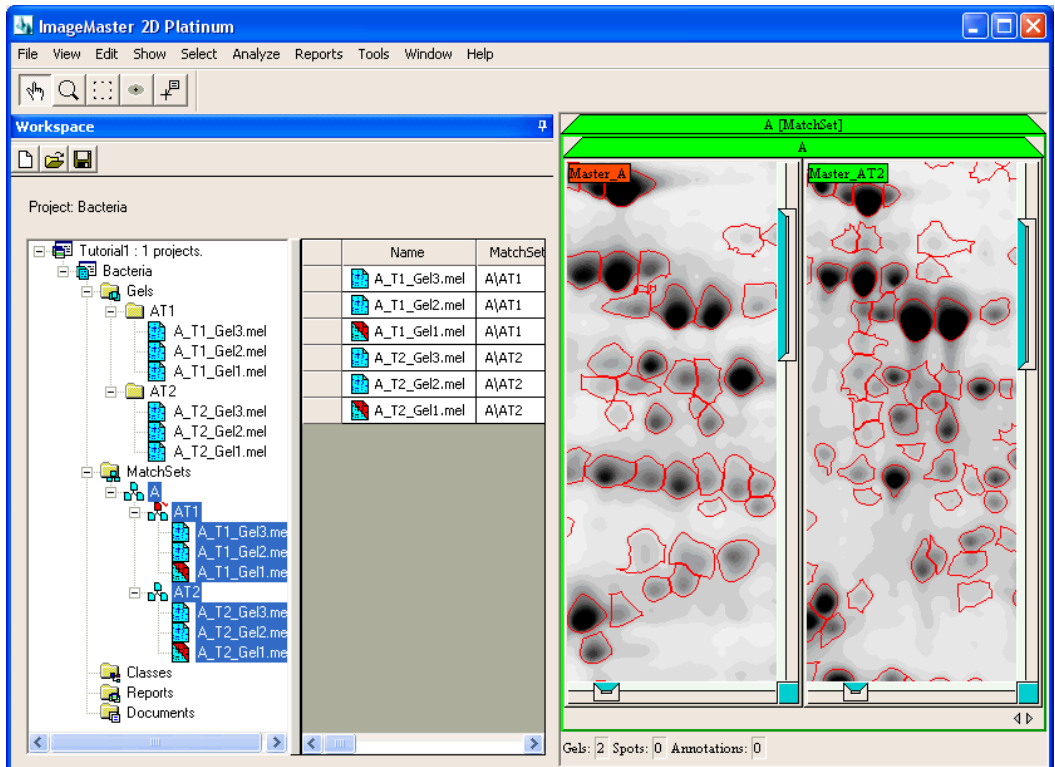 ImageMaster 2D Platinum
File View Edit Show Select Analyze Reports Tools Window Help
Workspace
Project: Bacteria
Tutorial1 : 1 projects.
Bacteria
Gels
AT1
A_T1_Gel3.mel
A_T1_Gel2.mel
A_T1_Gel1.mel
AT2
A_T2_Gel3.mel
A_T2_Gel2.mel
A_T2_Gel1.mel
MatchSets
A
AT1
A_T1_Gel3.me
A_T1_Gel2.me
A_T1_Gel1.me
AT2
A_T2_Gel3.me
A_T2_Gel2.me
A_T2_Gel1.me
Classes
Reports
Documents
Name MatchSet
A_T1_Gel3.mel A\AT1
A_T1_Gel2.mel A\AT1
A_T1_Gel1.mel A\AT1
A_T2_Gel3.mel A\AT2
A_T2_Gel2.mel A\AT2
A_T2_Gel1.mel A\AT2
A [MatchSet]
A
Master_A
Master_AT2
Gels: 2 Spots: 0 Annotations: 0